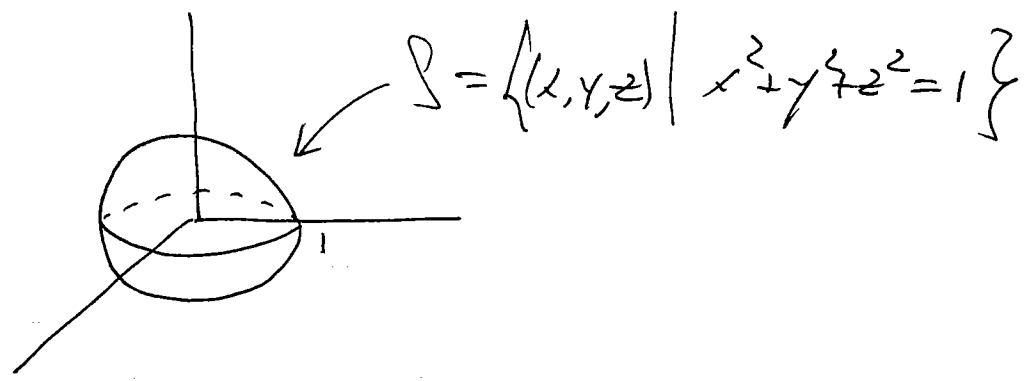 S = {(x,y,z) | x²+y²+z² = 1}
1